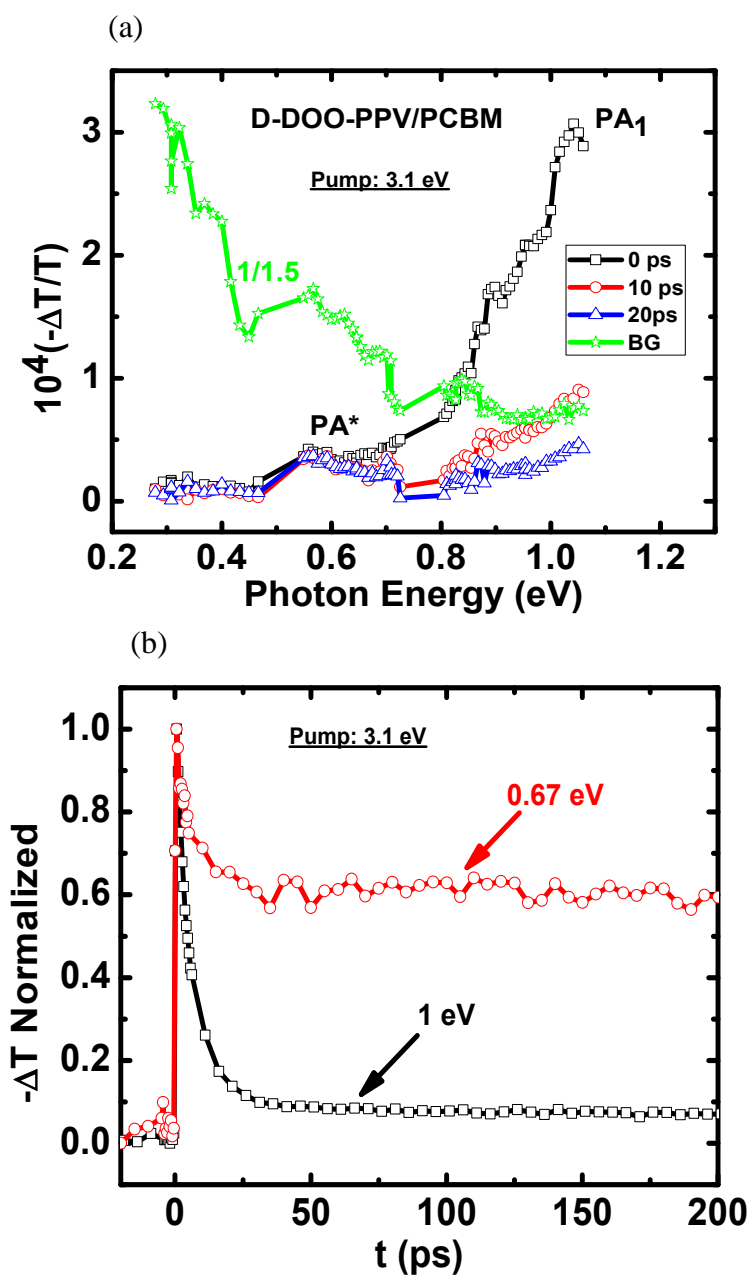 (a)
D-DOO-PPV/PCBM
PA1
Pump: 3.1 eV
1/1.5
0 ps
10 ps
20ps
BG
PA*
10^4(-ΔT/T)
3
2
1
0
0.2 0.4 0.6 0.8 1.0 1.2
Photon Energy (eV)
(b)
Pump: 3.1 eV
0.67 eV
1 eV
-ΔT Normalized
1.0
0.8
0.6
0.4
0.2
0.0
0 50 100 150 200
t (ps)